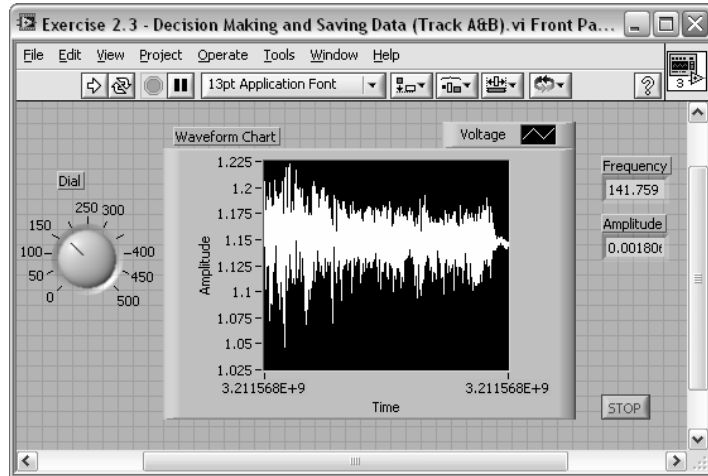 Exercise 2.3 - Decision Making and Saving Data (Track A&B).vi Front Pa...
File Edit View Project Operate Tools Window Help
13pt Application Font
?
3
Waveform Chart
Voltage
Dial
0
50
100
150
250
300
400
450
500
Amplitude
1.225
1.2
1.175
1.15
1.125
1.1
1.075
1.05
1.025
3.211568E+9
3.211568E+9
Time
Frequency
141.759
Amplitude
0.00180
STOP